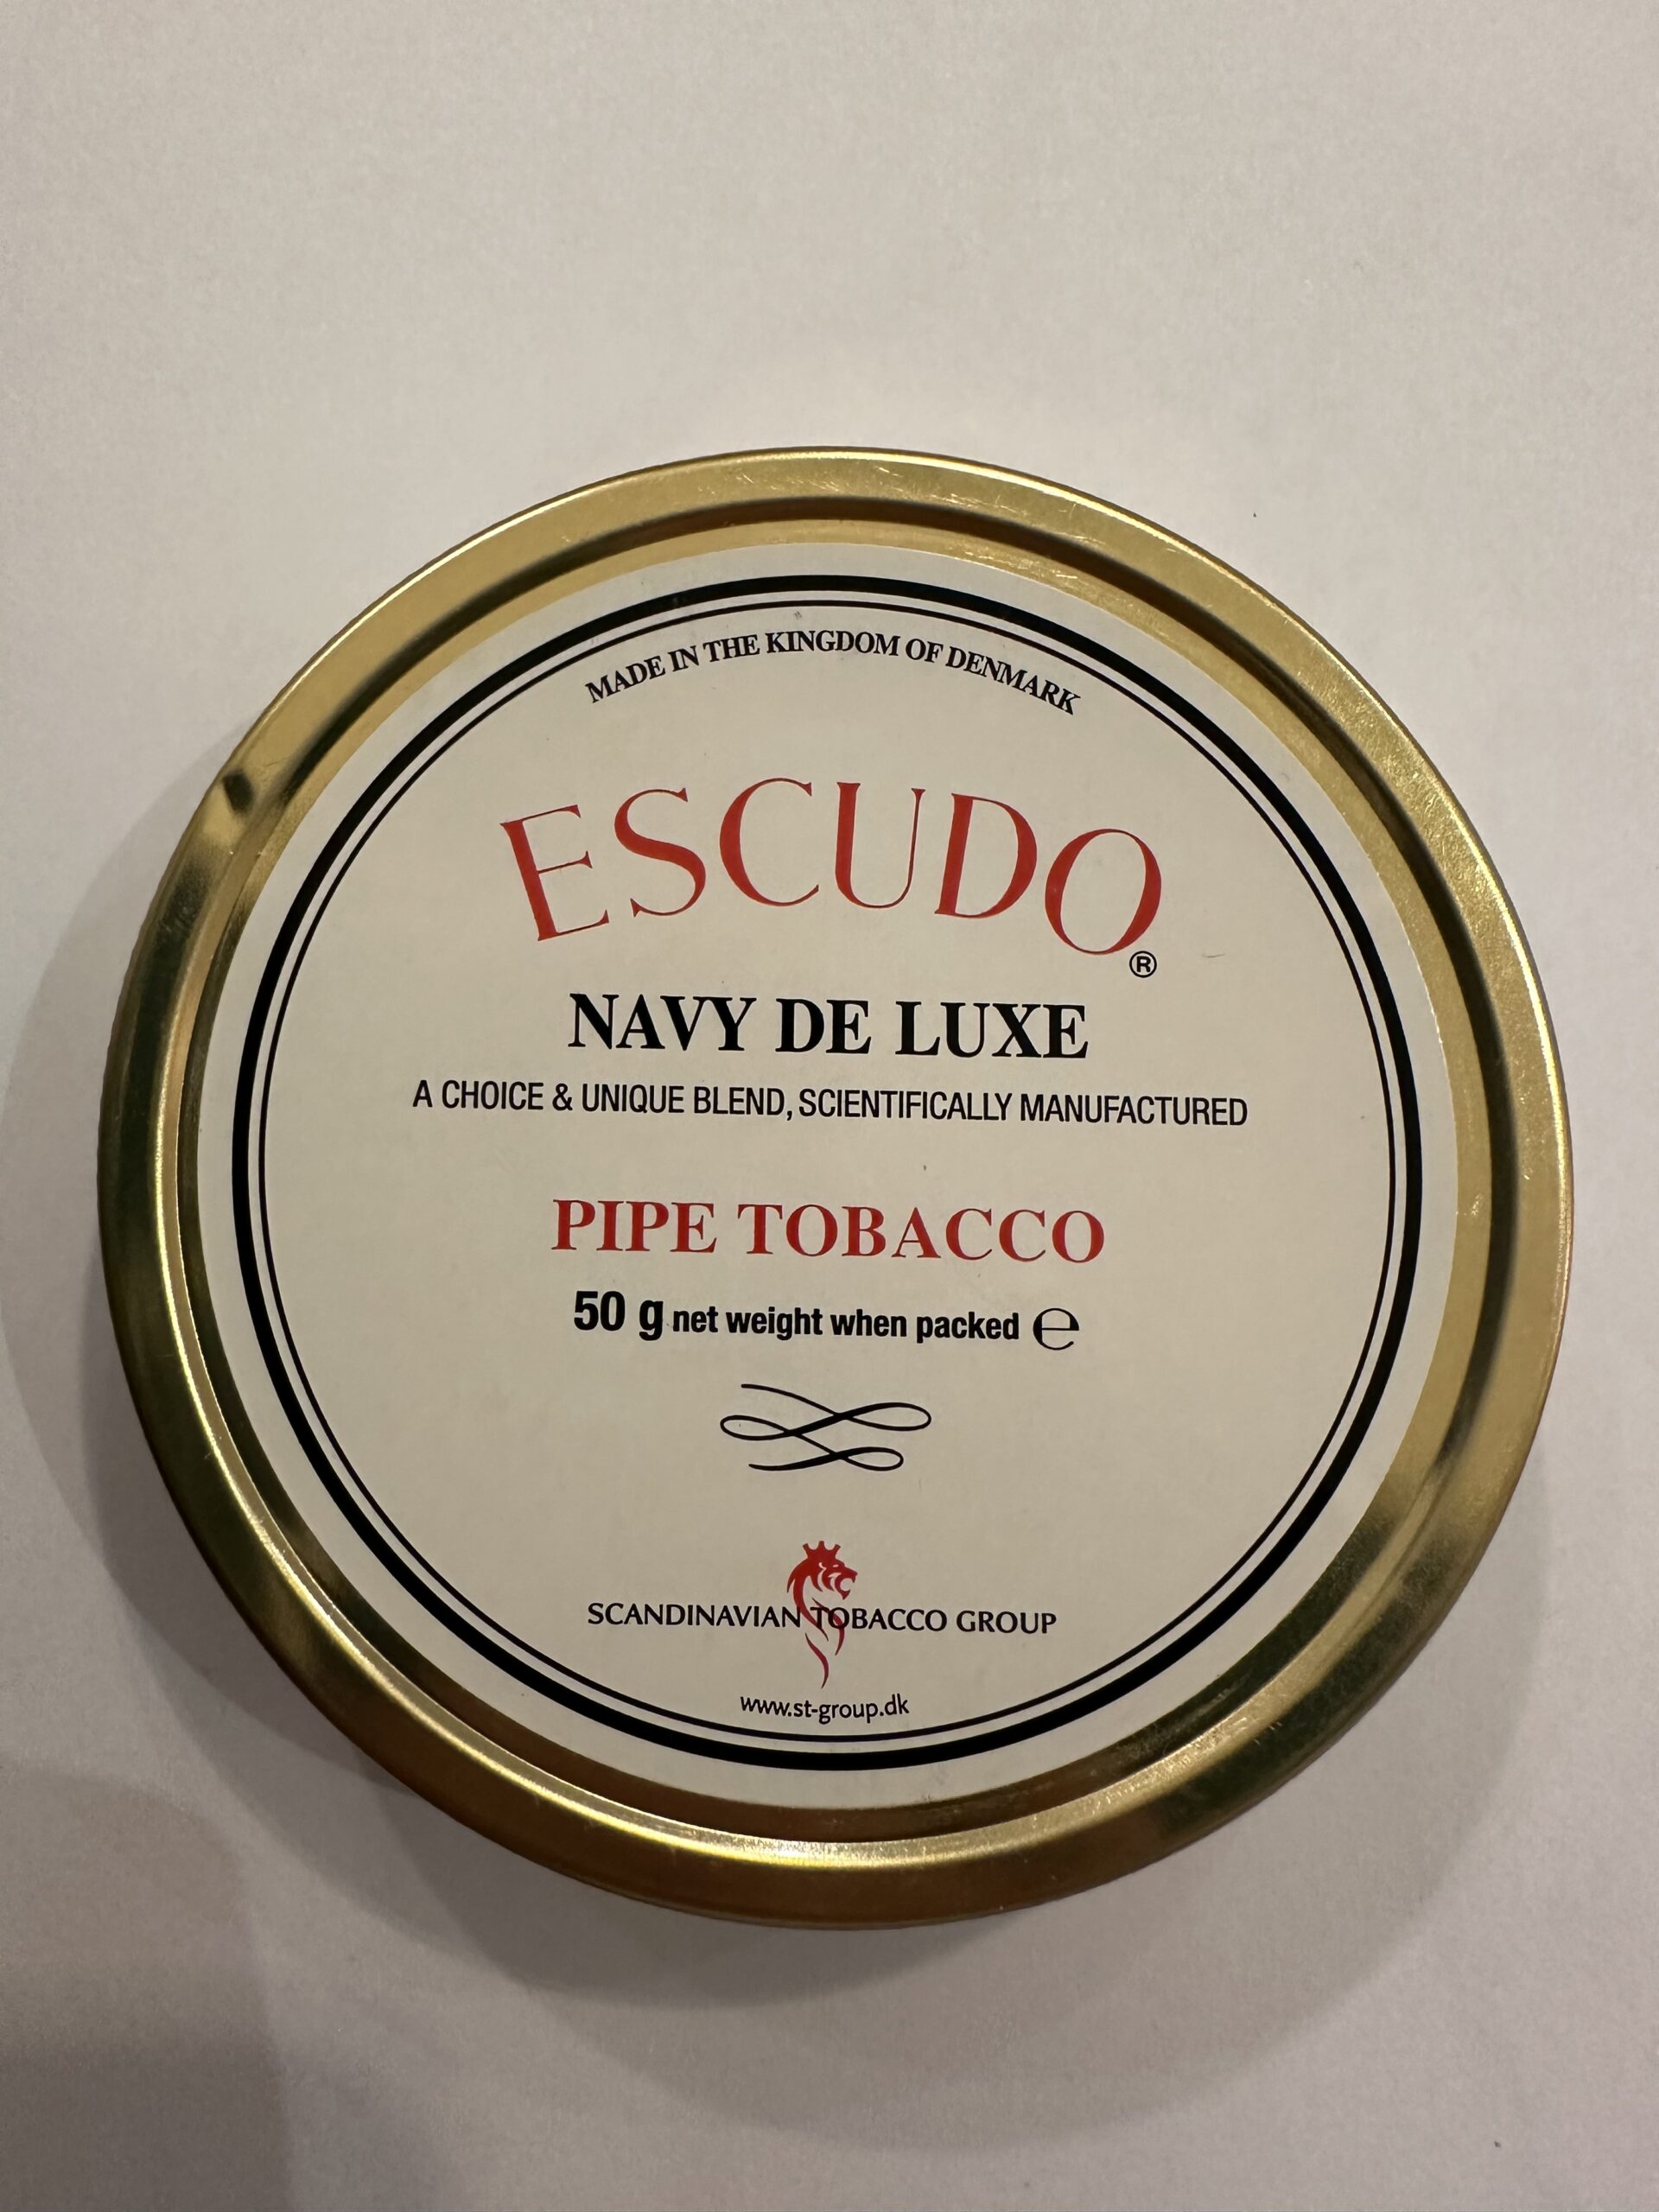 MADE IN THE KINGDOM OF DENMARK
ESCUDO®
NAVY DE LUXE
A CHOICE & UNIQUE BLEND, SCIENTIFICALLY MANUFACTURED
PIPE TOBACCO
50 g net weight when packed ℮
SCANDINAVIAN TOBACCO GROUP
www.st-group.dk